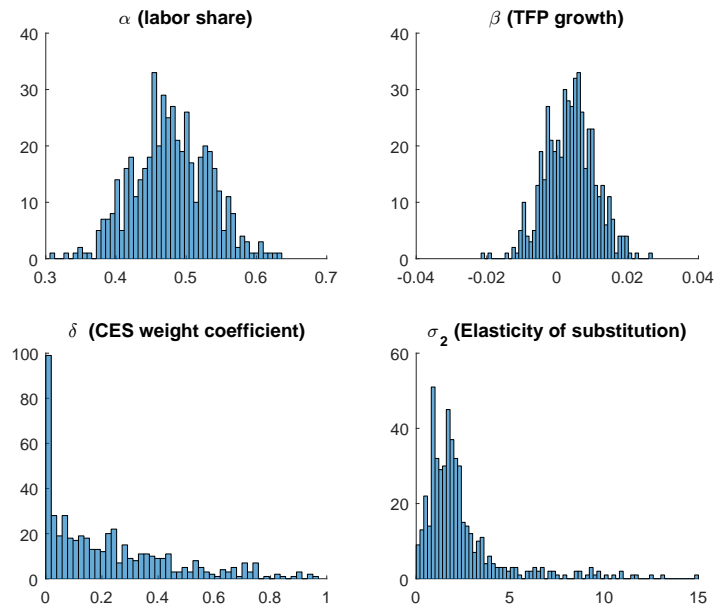 α (labor share)
40
30
20
10
0
0.3 0.4 0.5 0.6 0.7
β (TFP growth)
40
30
20
10
0
-0.04 -0.02 0 0.02 0.04
δ (CES weight coefficient)
100
80
60
40
20
0
0 0.2 0.4 0.6 0.8 1
σ₂ (Elasticity of substitution)
60
40
20
0
0 5 10 15